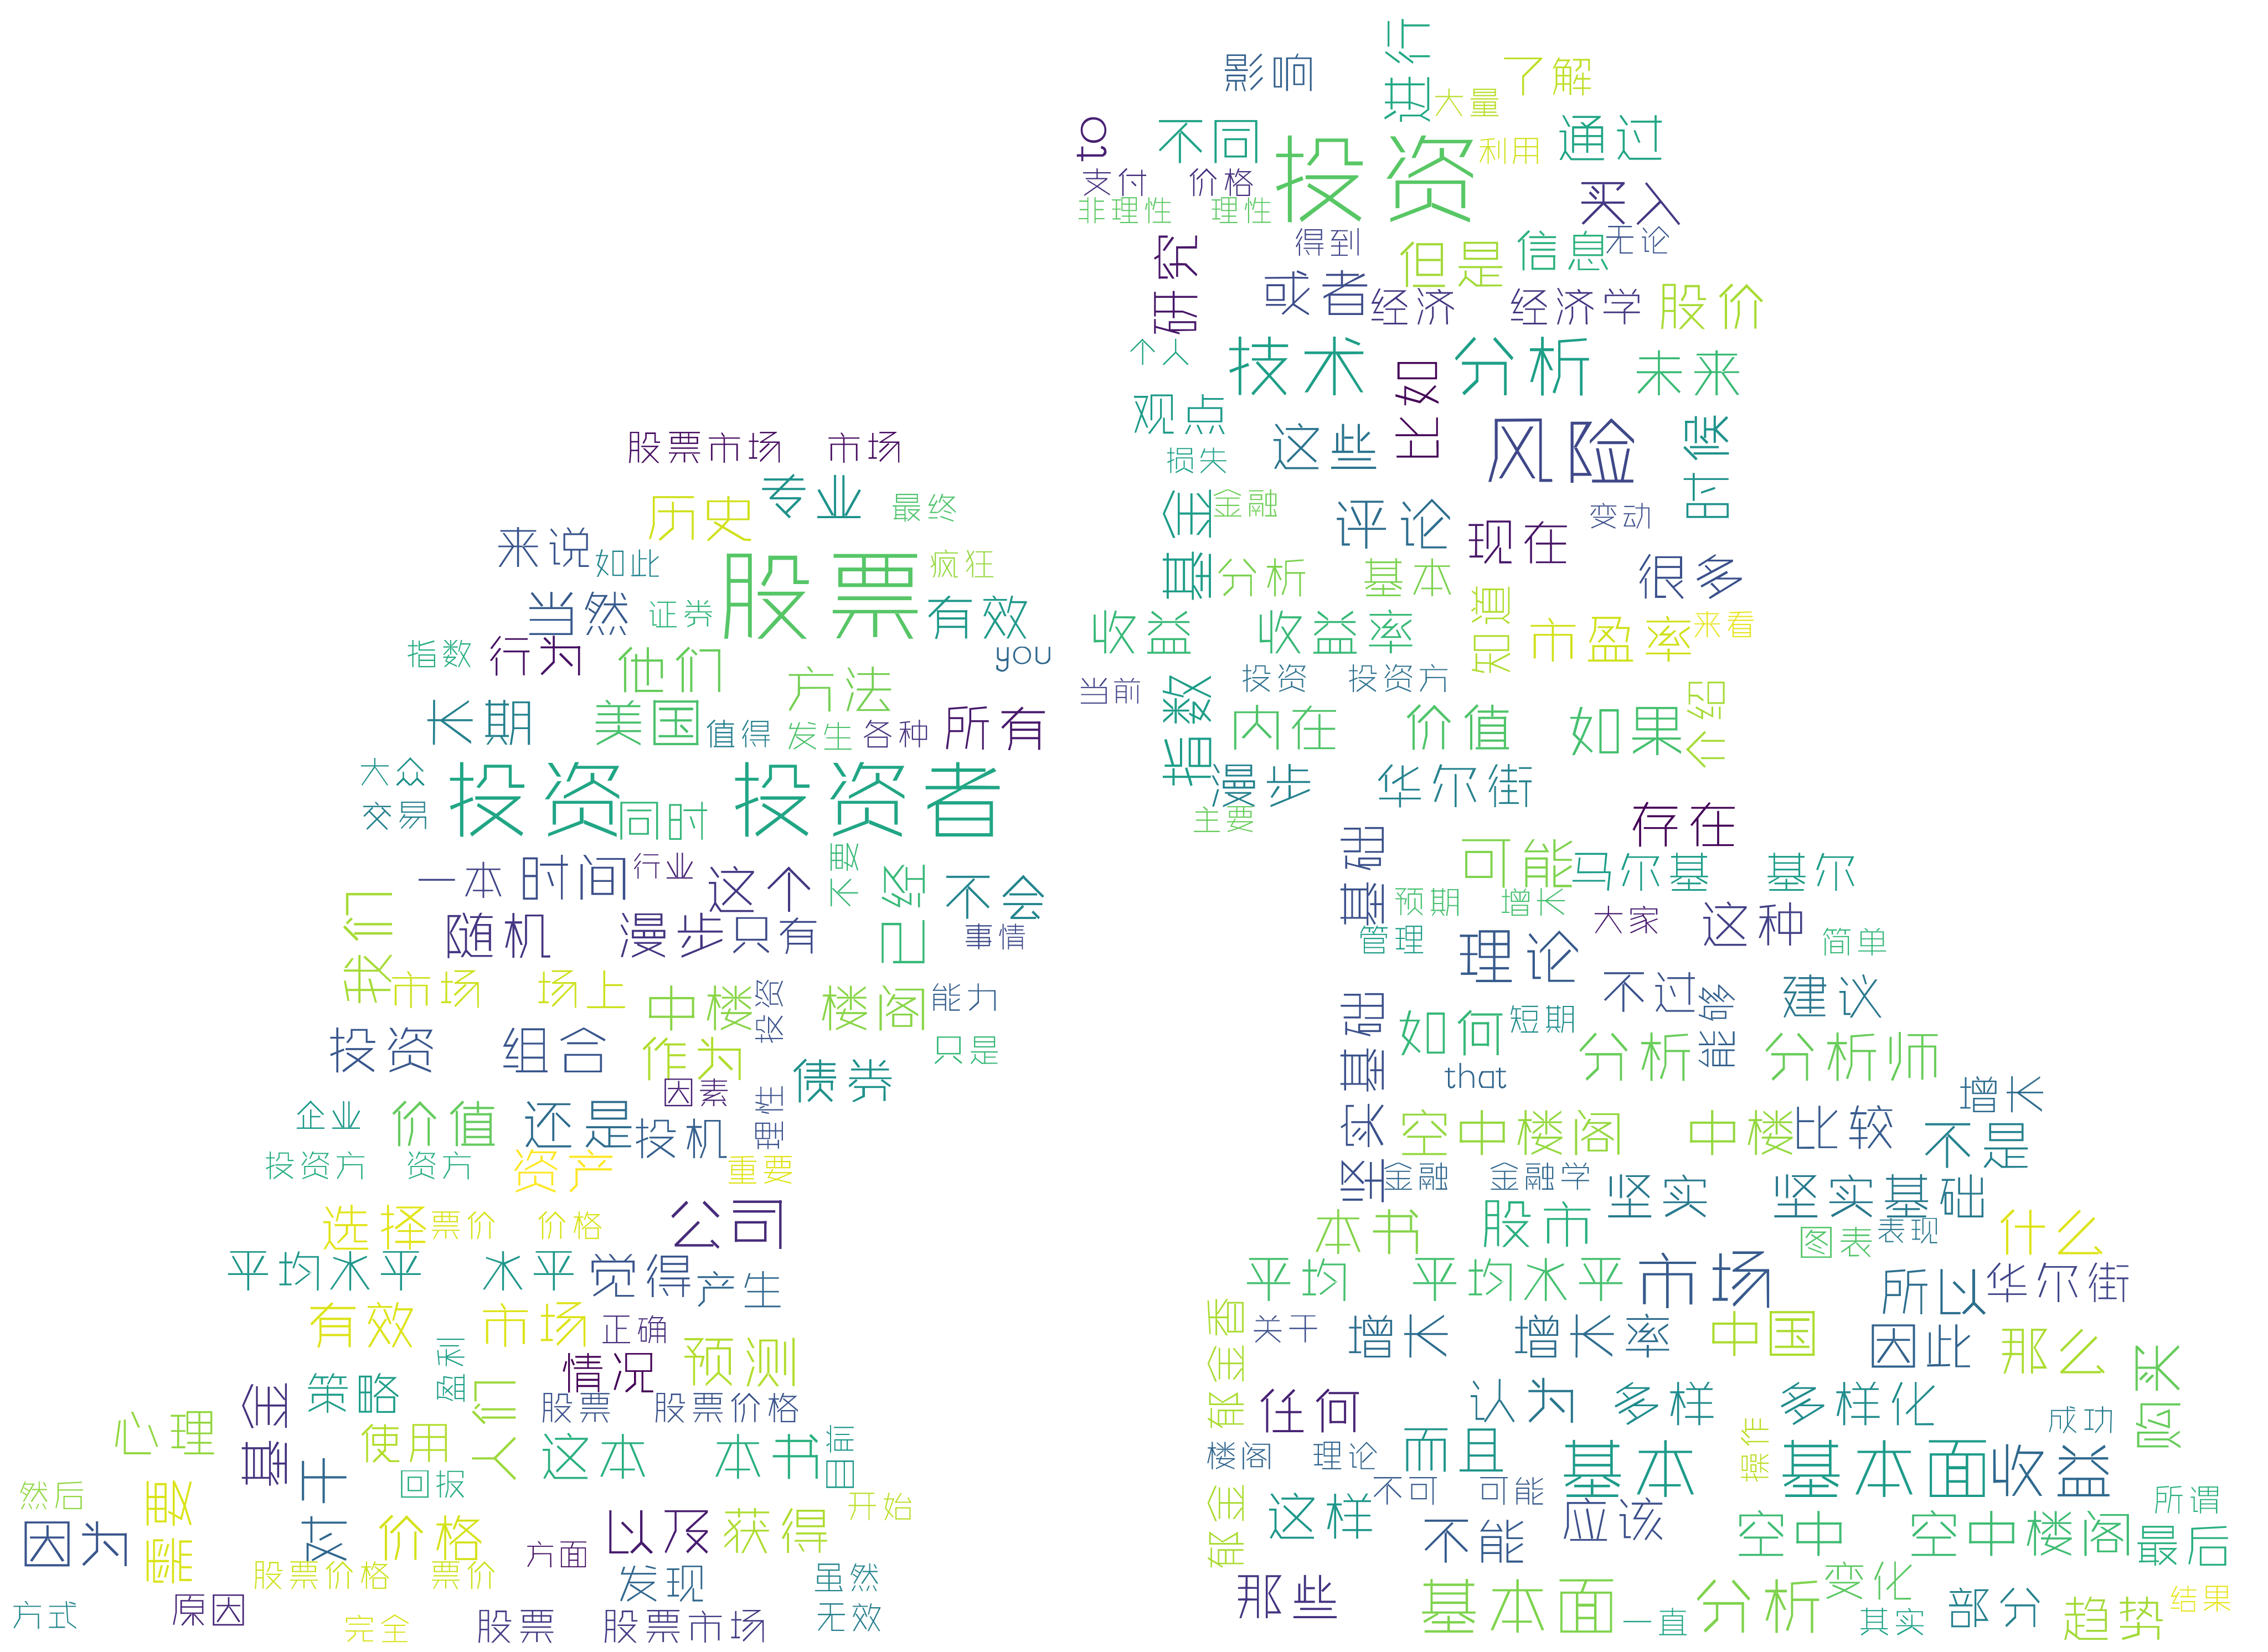 进行
影响
了解
大量
to
不同
投资
利用
通过
支付 价格
买入
非理性 理性
得到
无论
研究
但是
信息
或者
经济 经济学
股价
个人
技术 分析
未来
比如
观点
这些
风险
时候
股票市场 市场
损失
专业
历史
最终
基金
金融
评论
现在
变动
来说
如此
股票
疯狂
分析 基本
很多
当然
证券
有效
收益 收益率
知道
市盈率
来看
指数
行为
他们
you
方法
当前
投资 投资方
介绍
长期
美国
值得
发生
各种
所有
指数
内在 价值
如果
大众
投资 投资者
漫步 华尔街
交易
同时
主要
存在
一本
时间
行业
这个
不要
已经
不会
基础
可能
马尔基 基尔
我们
随机 漫步
只有
事情
预期 增长
大家
这种
管理
理论
简单
市场 场上
中楼 楼阁
投资
能力
不过
能够
建议
投资 组合
作为
只是
坚实基础 基础
如何
短期
分析 分析师
因素
债券
that
企业
价值
还是
投机
理性
空中楼阁 中楼
比较
增长
不是
投资方 资方
资产
重要
金融 金融学
坚实 坚实基础
选择
票价 价格
公司
本书
股市
图表
表现
什么
平均水平 水平
觉得
产生
平均 平均水平
市场
所以
华尔街
有效 市场
正确
郁金 郁金香
关于
增长 增长率
中国
因此
那么
盈利
情况
预测
购买
策略
人们
股票 股票价格
任何
认为
多样 多样化
成功
心理
基金
使用
这本 本书
目前
楼阁 理论
而且
基本 基本面
操作
收益
然后
需要
对于
回报
开始
这样
不可 可能
所谓
因为
价格
以及
获得
不能
应该
空中 空中楼阁
最后
方面
股票价格 票价
发现
虽然
那些
基本面 分析
变化
部分
结果
方式
原因
完全
股票 股票市场
无效
一直
其实
趋势